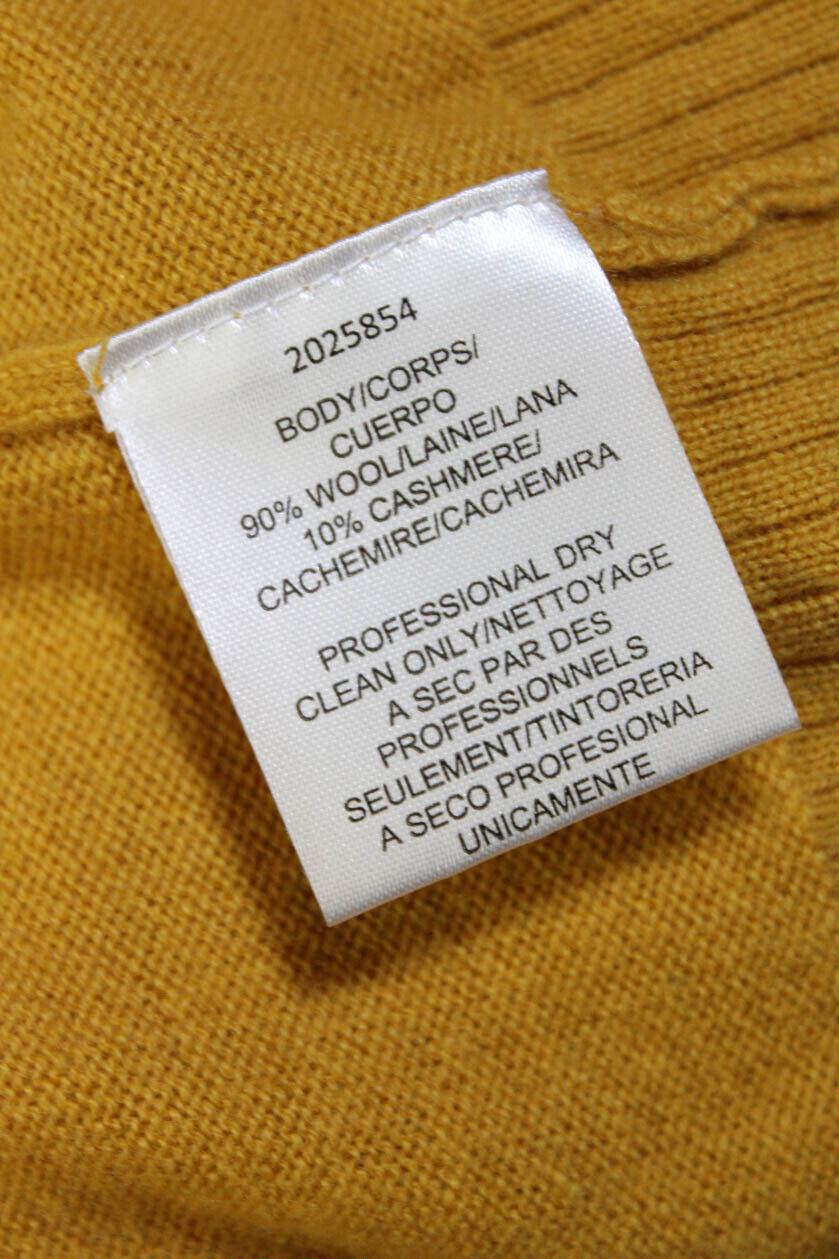 2025854
BODY/CORPS/
CUERPO
90% WOOL/LAINE/LANA
10% CASHMERE/
CACHEMIRE/CACHEMIRA
PROFESSIONAL DRY
CLEAN ONLY/NETTOYAGE
A SEC PAR DES
PROFESSIONNELS
SEULEMENT/TINTORERIA
A SECO PROFESIONAL
UNICAMENTE